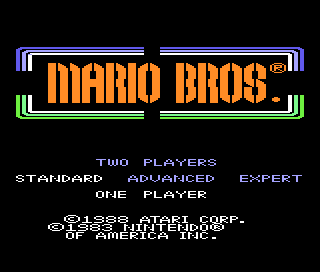 MARIO BROS.®
TWO PLAYERS
STANDARD ADVANCED EXPERT
ONE PLAYER
©1988 ATARI CORP.
©1983 NINTENDO®
OF AMERICA INC.